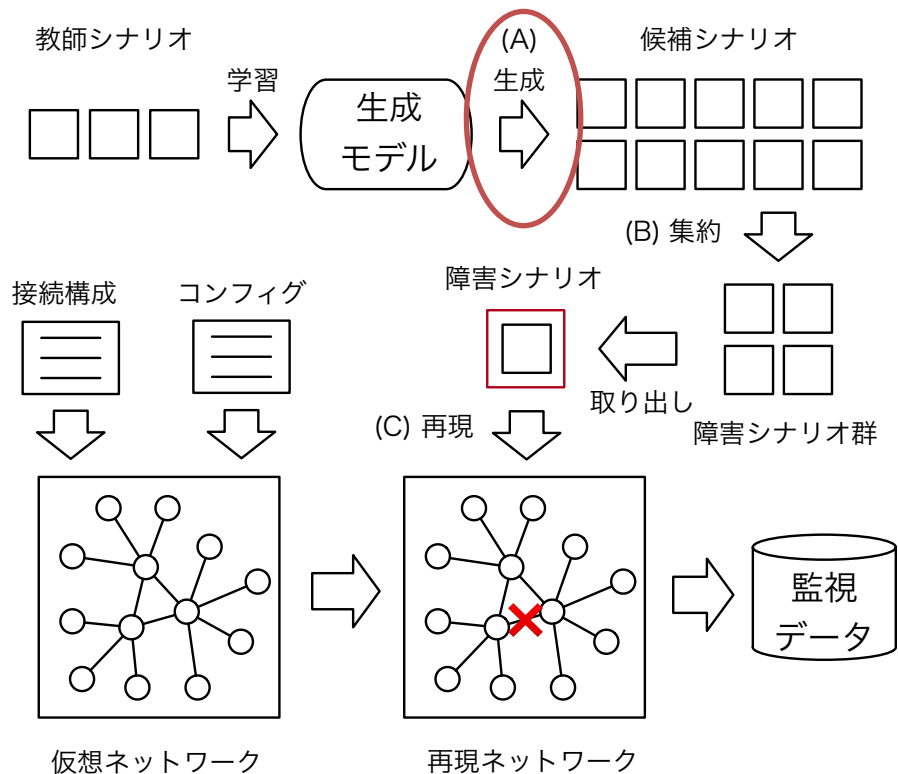 教師シナリオ
学習
生成
モデル
(A)
生成
候補シナリオ
(B) 集約
接続構成
コンフィグ
障害シナリオ
取り出し
障害シナリオ群
(C) 再現
監視
データ
仮想ネットワーク
再現ネットワーク